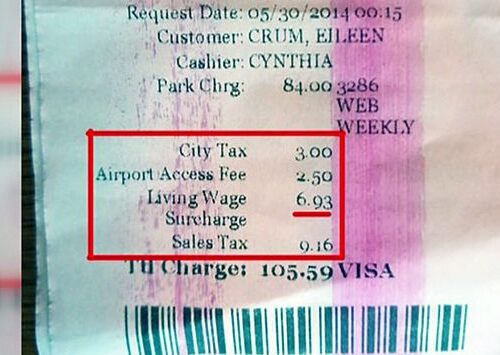 Request Date: 05/30/2014 00:15
Customer: CRUM, EILEEN
Cashier: CYNTHIA
Park Chrg: 84.00 3286
WEB
WEEKLY
City Tax 3.00
Airport Access Fee 2.50
Living Wage 6.93
Surcharge
Sales Tax 9.16
Ttl Charge: 105.59 VISA